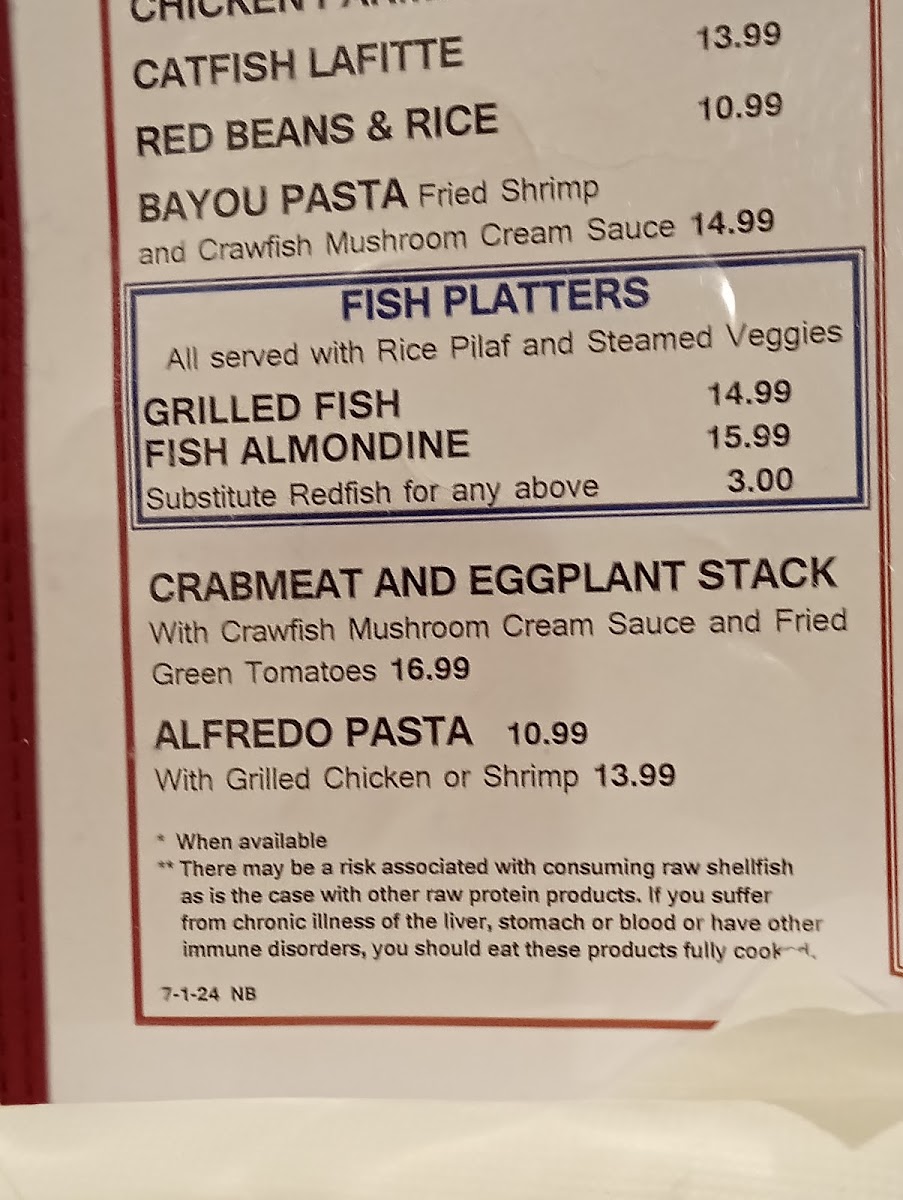 CHICKEN
CATFISH LAFITTE 13.99
RED BEANS & RICE 10.99
BAYOU PASTA Fried Shrimp
and Crawfish Mushroom Cream Sauce 14.99
FISH PLATTERS
All served with Rice Pilaf and Steamed Veggies
GRILLED FISH 14.99
FISH ALMONDINE 15.99
Substitute Redfish for any above 3.00
CRABMEAT AND EGGPLANT STACK
With Crawfish Mushroom Cream Sauce and Fried
Green Tomatoes 16.99
ALFREDO PASTA 10.99
With Grilled Chicken or Shrimp 13.99
* When available
** There may be a risk associated with consuming raw shellfish
as is the case with other raw protein products. If you suffer
from chronic illness of the liver, stomach or blood or have other
immune disorders, you should eat these products fully cooked.
7-1-24 NB